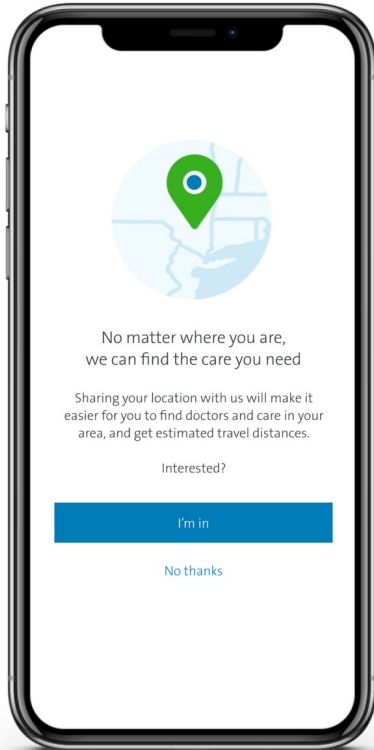 No matter where you are,
we can find the care you need
Sharing your location with us will make it
easier for you to find doctors and care in your
area, and get estimated travel distances.
Interested?
I'm in
No thanks